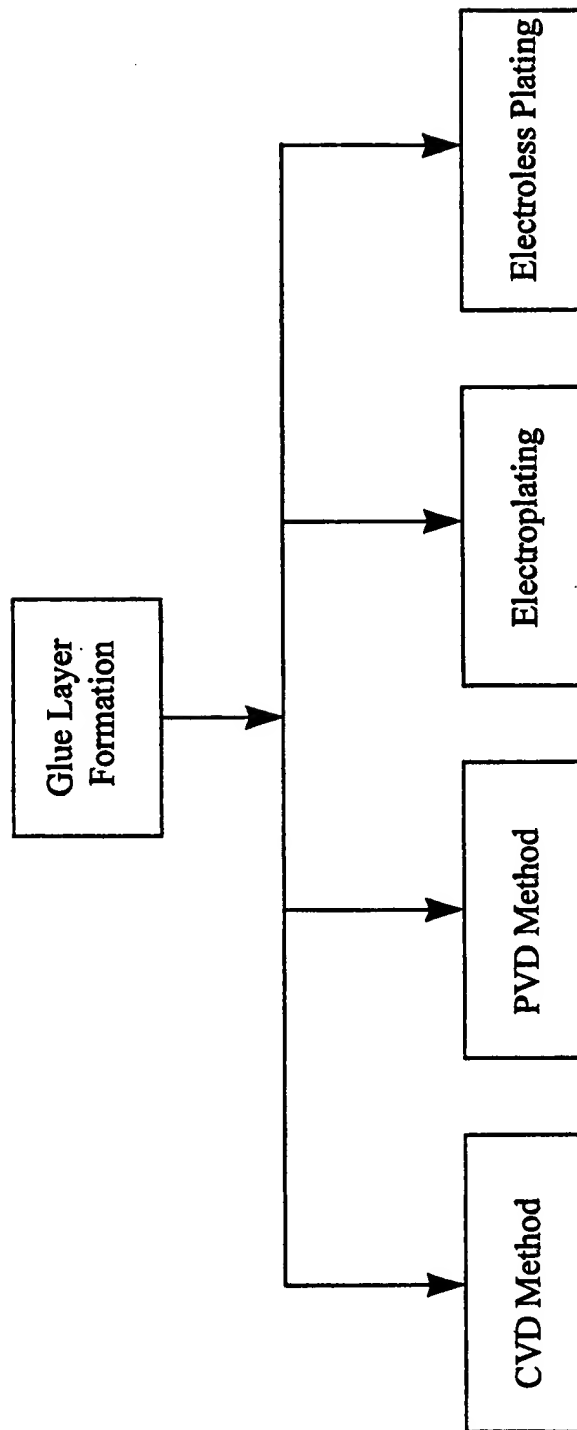 Glue Layer
Formation
CVD Method
PVD Method
Electroplating
Electroless Plating